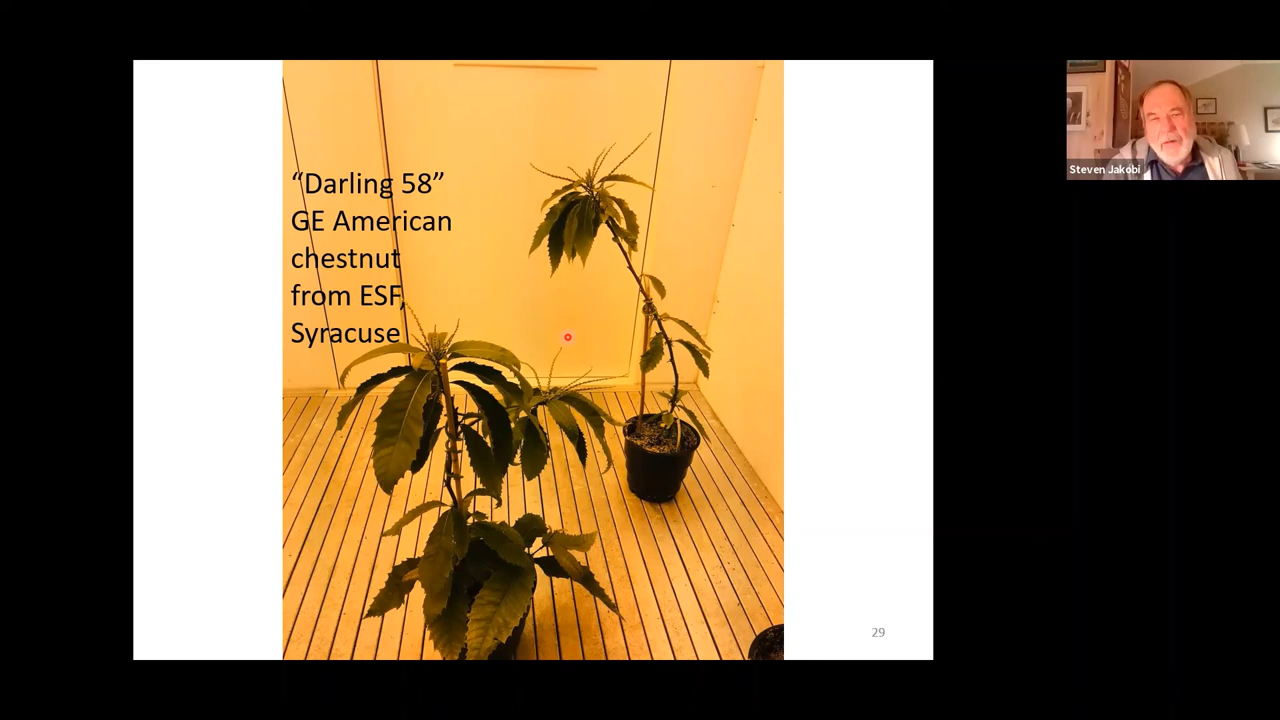 “Darling 58”
GE American
chestnut
from ESF,
Syracuse
29
Steven Jakobi